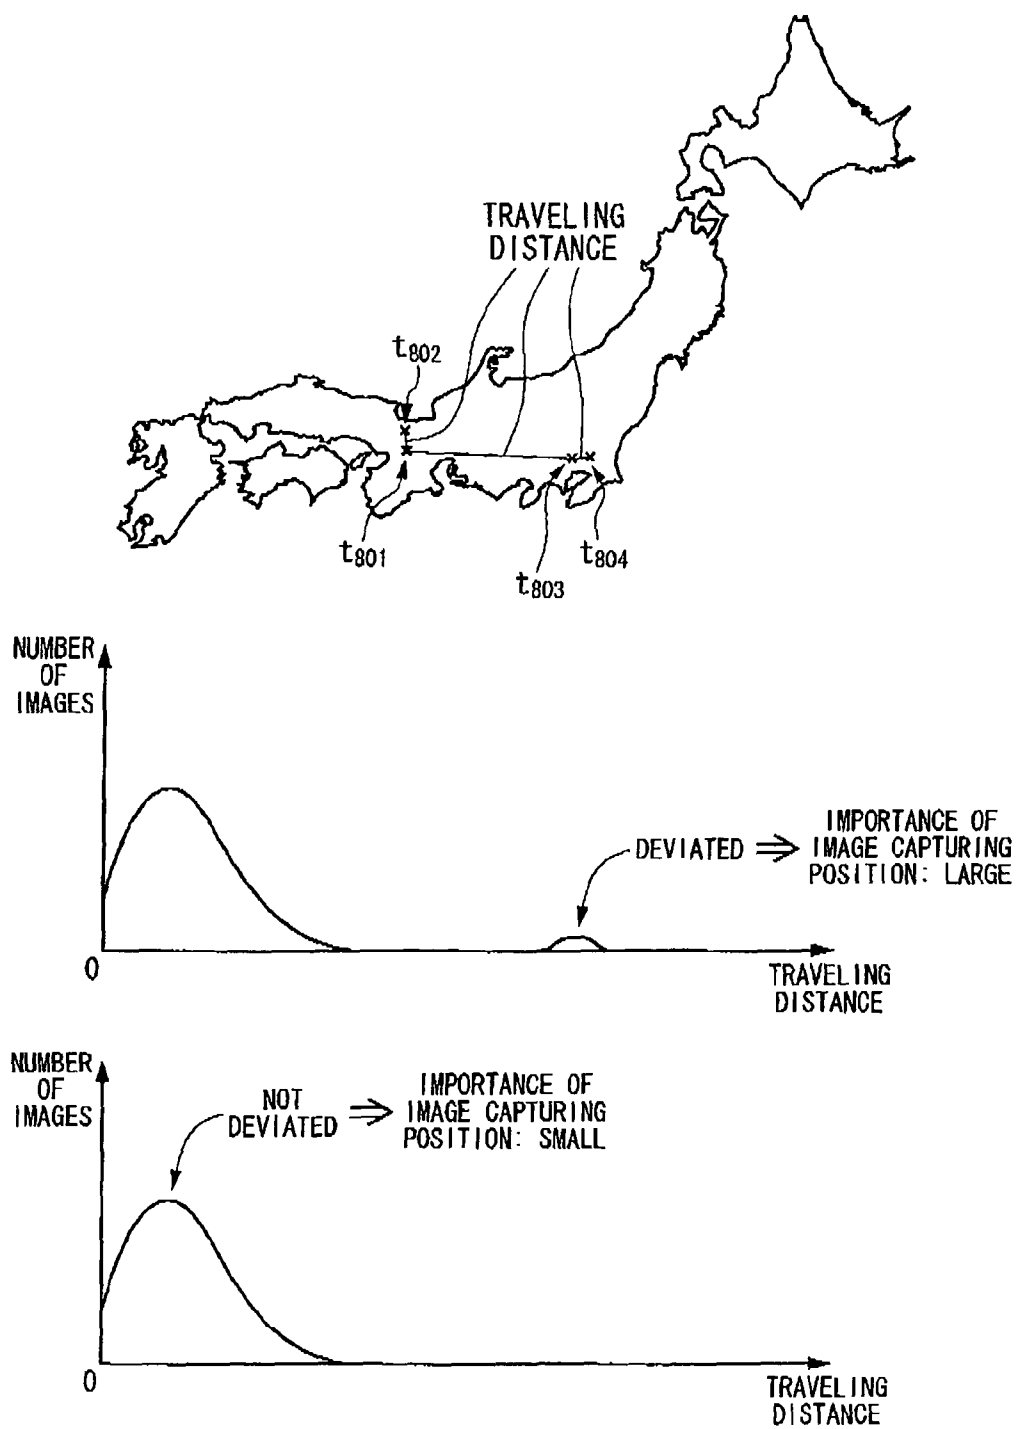 TRAVELING
DISTANCE
t802
t801
t804
t803
NUMBER
OF
IMAGES
DEVIATED ⇒ IMPORTANCE OF
IMAGE CAPTURING
POSITION: LARGE
0
TRAVELING
DISTANCE
NUMBER
OF
IMAGES
NOT
DEVIATED ⇒ IMPORTANCE OF
IMAGE CAPTURING
POSITION: SMALL
0
TRAVELING
DISTANCE